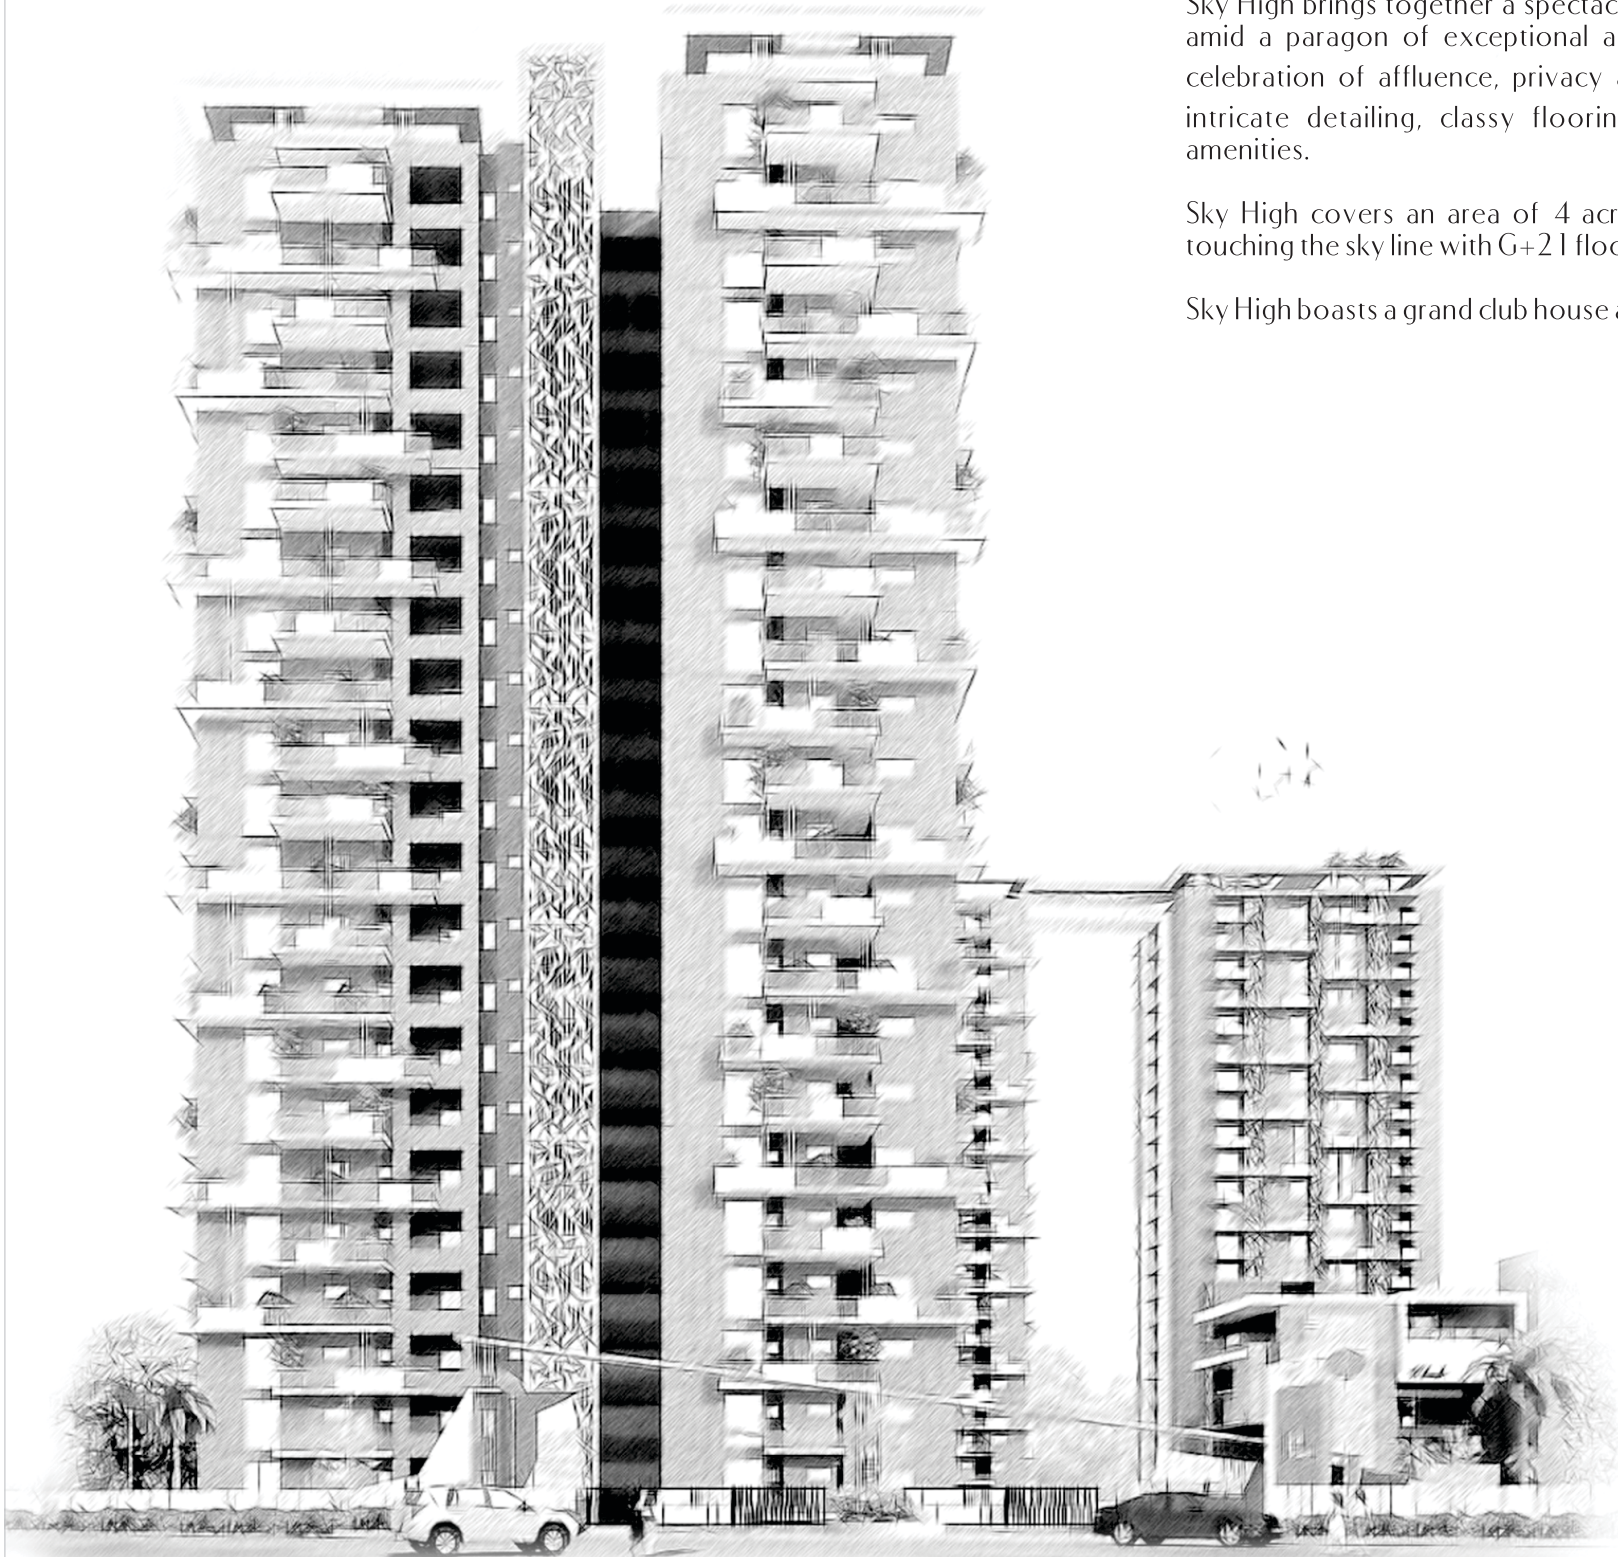 Sky High brings together a spectac
amid a paragon of exceptional a
celebration of affluence, privacy
intricate detailing, classy floorin
amenities.
Sky High covers an area of 4 acr
touching the sky line with G+21 floo
Sky High boasts a grand club house